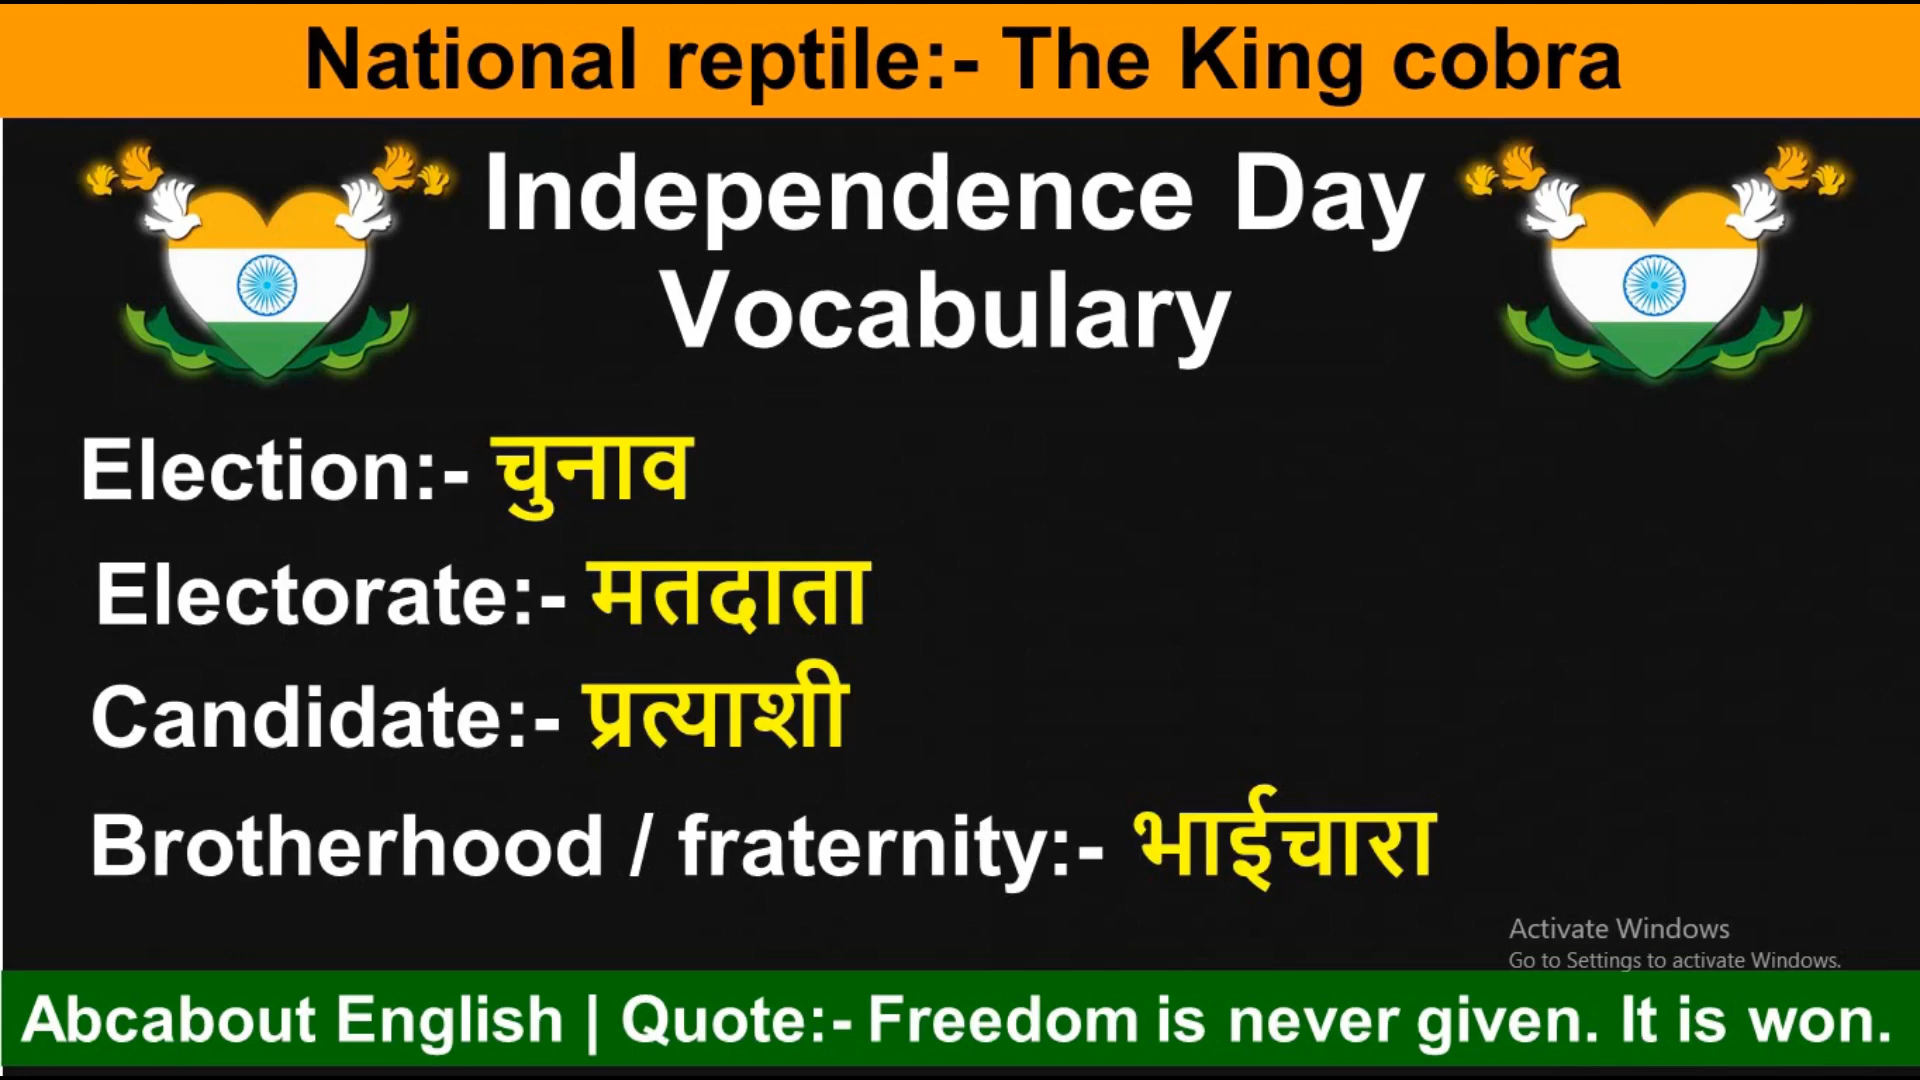 National reptile:- The King cobra
Independence Day
Vocabulary
Election:- चुनाव
Electorate:- मतदाता
Candidate:- प्रत्याशी
Brotherhood / fraternity:- भाईचारा
Activate Windows
Go to Settings to activate Windows.
Abcabout English | Quote:- Freedom is never given. It is won.